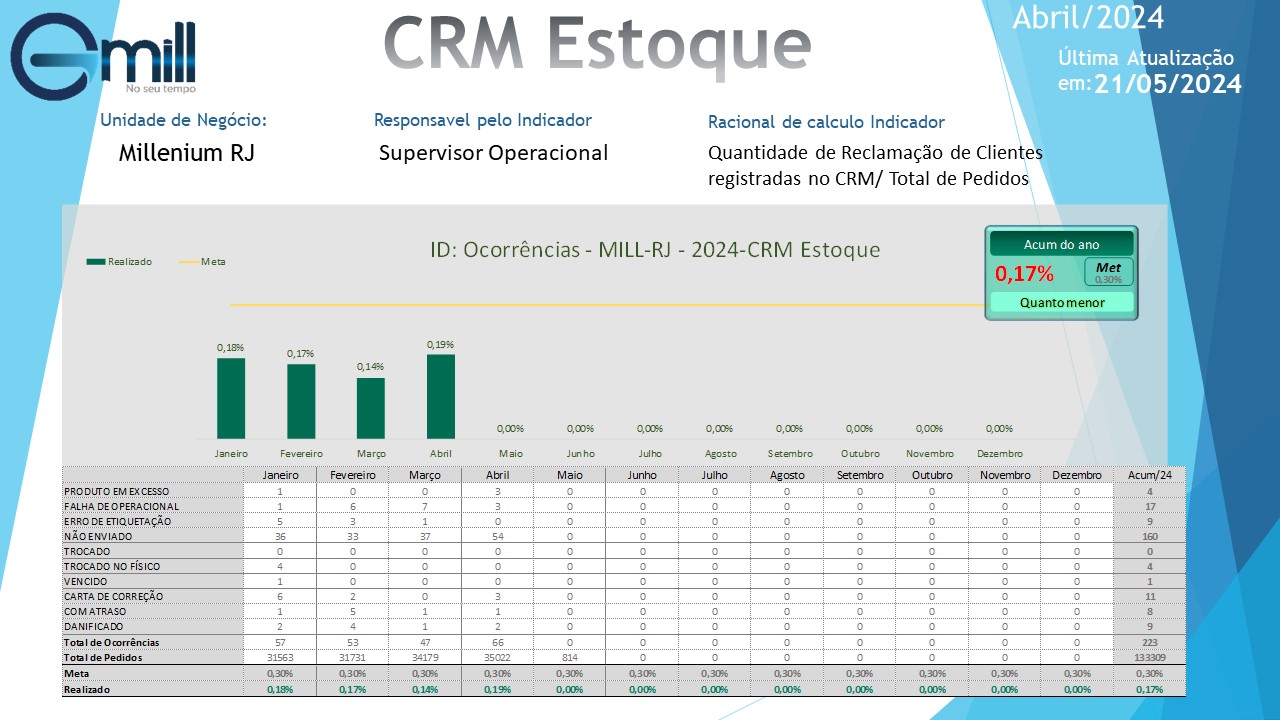 Gmill
No seu tempo
CRM Estoque
Abril/2024
Última Atualização
em:21/05/2024
Unidade de Negócio:
Millenium RJ
Responsavel pelo Indicador
Supervisor Operacional
Racional de calculo Indicador
Quantidade de Reclamação de Clientes
registradas no CRM/ Total de Pedidos
ID: Ocorrências - MILL-RJ - 2024-CRM Estoque
Realizado Meta
Acum do ano
0,17%
Met
0,30%
Quanto menor
0,18% 0,17% 0,14% 0,19% 0,00% 0,00% 0,00% 0,00% 0,00% 0,00% 0,00% 0,00%
Janeiro Fevereiro Março Abril Maio Junho Julho Agosto Setembro Outubro Novembro Dezembro
Janeiro Fevereiro Março Abril Maio Junho Julho Agosto Setembro Outubro Novembro Dezembro Acum/24
PRODUTO EM EXCESSO 1 0 0 3 0 0 0 0 0 0 0 0 4
FALHA DE OPERACIONAL 1 6 7 3 0 0 0 0 0 0 0 0 17
ERRO DE ETIQUETAÇÃO 5 3 1 0 0 0 0 0 0 0 0 0 9
NÃO ENVIADO 36 33 37 54 0 0 0 0 0 0 0 0 160
TROCADO 0 0 0 0 0 0 0 0 0 0 0 0 0
TROCADO NO FÍSICO 4 0 0 0 0 0 0 0 0 0 0 0 4
VENCIDO 1 0 0 0 0 0 0 0 0 0 0 0 1
CARTA DE CORREÇÃO 6 2 0 3 0 0 0 0 0 0 0 0 11
COM ATRASO 1 5 1 1 0 0 0 0 0 0 0 0 8
DANIFICADO 2 4 1 2 0 0 0 0 0 0 0 0 9
Total de Ocorrências 57 53 47 66 0 0 0 0 0 0 0 0 223
Total de Pedidos 31563 31731 34179 35022 814 0 0 0 0 0 0 0 133309
Meta 0,30% 0,30% 0,30% 0,30% 0,30% 0,30% 0,30% 0,30% 0,30% 0,30% 0,30% 0,30% 0,30%
Realizado 0,18% 0,17% 0,14% 0,19% 0,00% 0,00% 0,00% 0,00% 0,00% 0,00% 0,00% 0,00% 0,17%